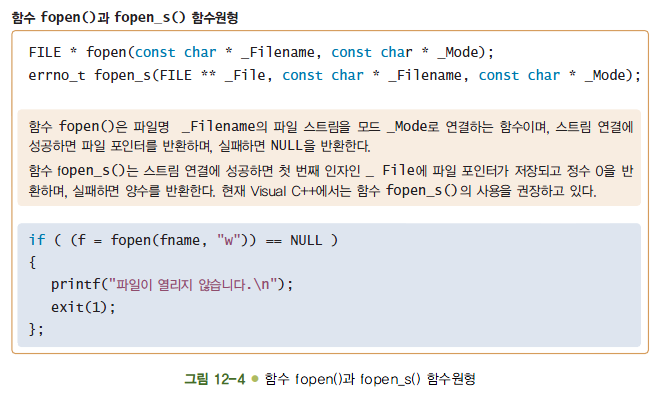 함수 fopen()과 fopen_s() 함수원형
FILE * fopen(const char * _Filename, const char * _Mode);
errno_t fopen_s(FILE ** _File, const char * _Filename, const char * _Mode);
함수 fopen()은 파일명 _Filename의 파일 스트림을 모드 _Mode로 연결하는 함수이며, 스트림 연결에
성공하면 파일 포인터를 반환하며, 실패하면 NULL을 반환한다.
함수 fopen_s()는 스트림 연결에 성공하면 첫 번째 인자인 _ File에 파일 포인터가 저장되고 정수 0을 반
환하며, 실패하면 양수를 반환한다. 현재 Visual C++에서는 함수 fopen_s()의 사용을 권장하고 있다.
if ( (f = fopen(fname, "w")) == NULL )
{
printf("파일이 열리지 않습니다.\n");
exit(1);
};
그림 12-4 ● 함수 fopen()과 fopen_s() 함수원형